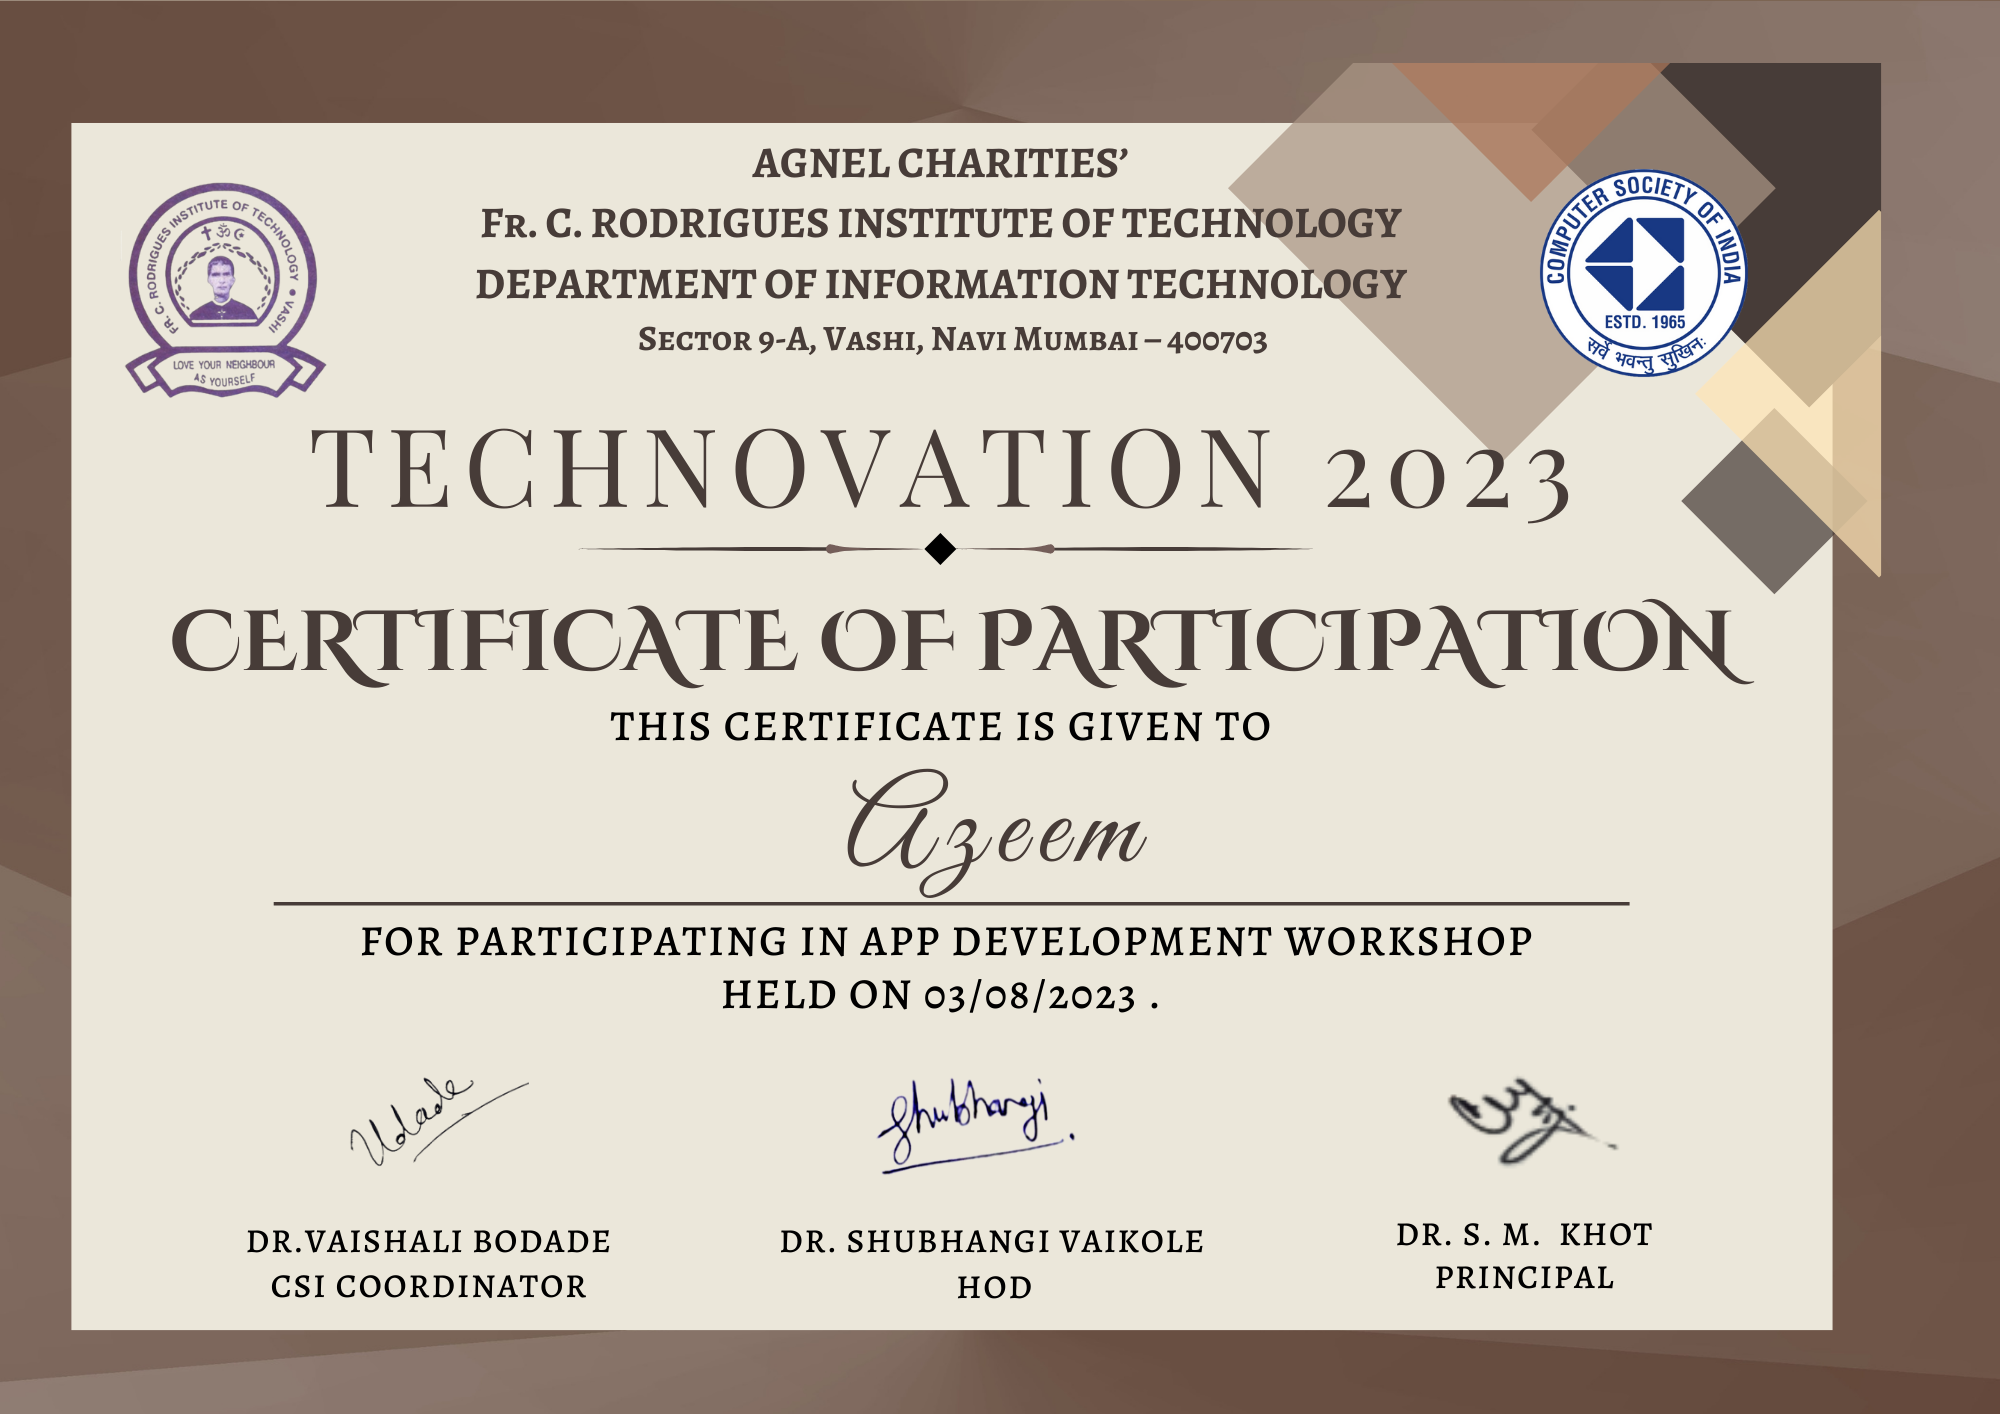 AGNEL CHARITIES’
FR. C. RODRIGUES INSTITUTE OF TECHNOLOGY
DEPARTMENT OF INFORMATION TECHNOLOGY
SECTOR 9-A, VASHI, NAVI MUMBAI – 400703
FR. C. RODRIGUES INSTITUTE OF TECHNOLOGY • VASHI
LOVE YOUR NEIGHBOUR
AS YOURSELF
COMPUTER SOCIETY OF INDIA
ESTD. 1965
सर्वे भवन्तु सुखिनः
TECHNOVATION 2023
CERTIFICATE OF PARTICIPATION
THIS CERTIFICATE IS GIVEN TO
Azeem
FOR PARTICIPATING IN APP DEVELOPMENT WORKSHOP
HELD ON 03/08/2023 .
Shubhangi
DR.VAISHALI BODADE
CSI COORDINATOR
DR. SHUBHANGI VAIKOLE
HOD
DR. S. M. KHOT
PRINCIPAL